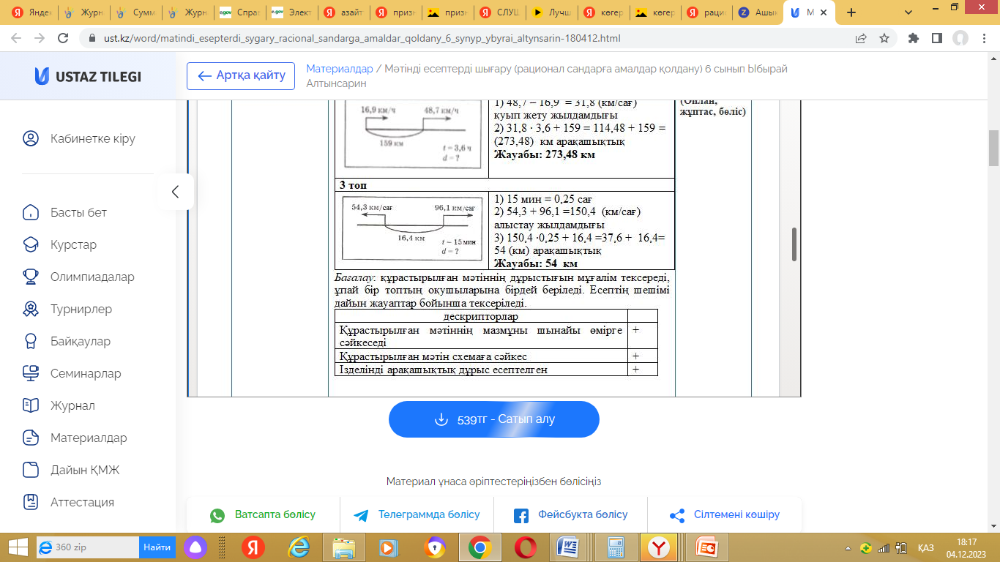 Яндек
Журн
Сумм
Журн
e.gov Справ
e.gov Элект
азайт
призн
призн
СЛУШ
Лучш
көгер
көгер
рацис
Ашык
М
ust.kz/word/matindi_esepterdi_sygary_racional_sandarga_amaldar_qoldany_6_synyp_ybyrai_altynsarin-180412.html
USTAZ TILEGI
Артқа қайту
Материалдар / Мәтінді есептерді шығару (рационал сандарға амалдар қолдану) 6 сынып Ыбырай
Алтынсарин
Кабинетке кіру
Басты бет
Курстар
Олимпиадалар
Турнирлер
Байқаулар
Семинарлар
Журнал
Материалдар
Дайын ҚМЖ
Аттестация
16,9 км/ч 48,7 км/ч
159 км
t = 3,6 ч
d = ?
1) 48,7 – 16,9 = 31,8 (км/сағ)
қуып жету жылдамдығы
2) 31,8 · 3,6 + 159 = 114,48 + 159 =
(273,48) км арақашықтық
Жауабы: 273,48 км
(Ойлан,
жұптас, бөліс)
3 топ
54,3 км/сағ 96,1 км/сағ
16,4 км
t = 15 мин
d = ?
1) 15 мин = 0,25 сағ
2) 54,3 + 96,1 =150,4 (км/сағ)
алыстау жылдамдығы
3) 150,4 ·0,25 + 16,4 =37,6 + 16,4=
54 (км) арақашықтық
Жауабы: 54 км
Бағалау: құрастырылған мәтіннің дұрыстығын мұғалім тексереді,
ұпай бір топтың оқушыларына бірдей беріледі. Есептің шешімі
дайын жауаптар бойынша тексеріледі.
дескрипторлар
Құрастырылған мәтіннің мазмұны шынайы өмірге +
сәйкеседі
Құрастырылған мәтін схемаға сәйкес +
Ізделінді арақашықтық дұрыс есептелген +
539тг - Сатып алу
Материал ұнаса әріптестеріңізбен бөлісіңіз
Ватсапта бөлісу
Телеграммда бөлісу
Фейсбукта бөлісу
Сілтемені көшіру
360 zip
Найти
ҚАЗ
18:17
04.12.2023